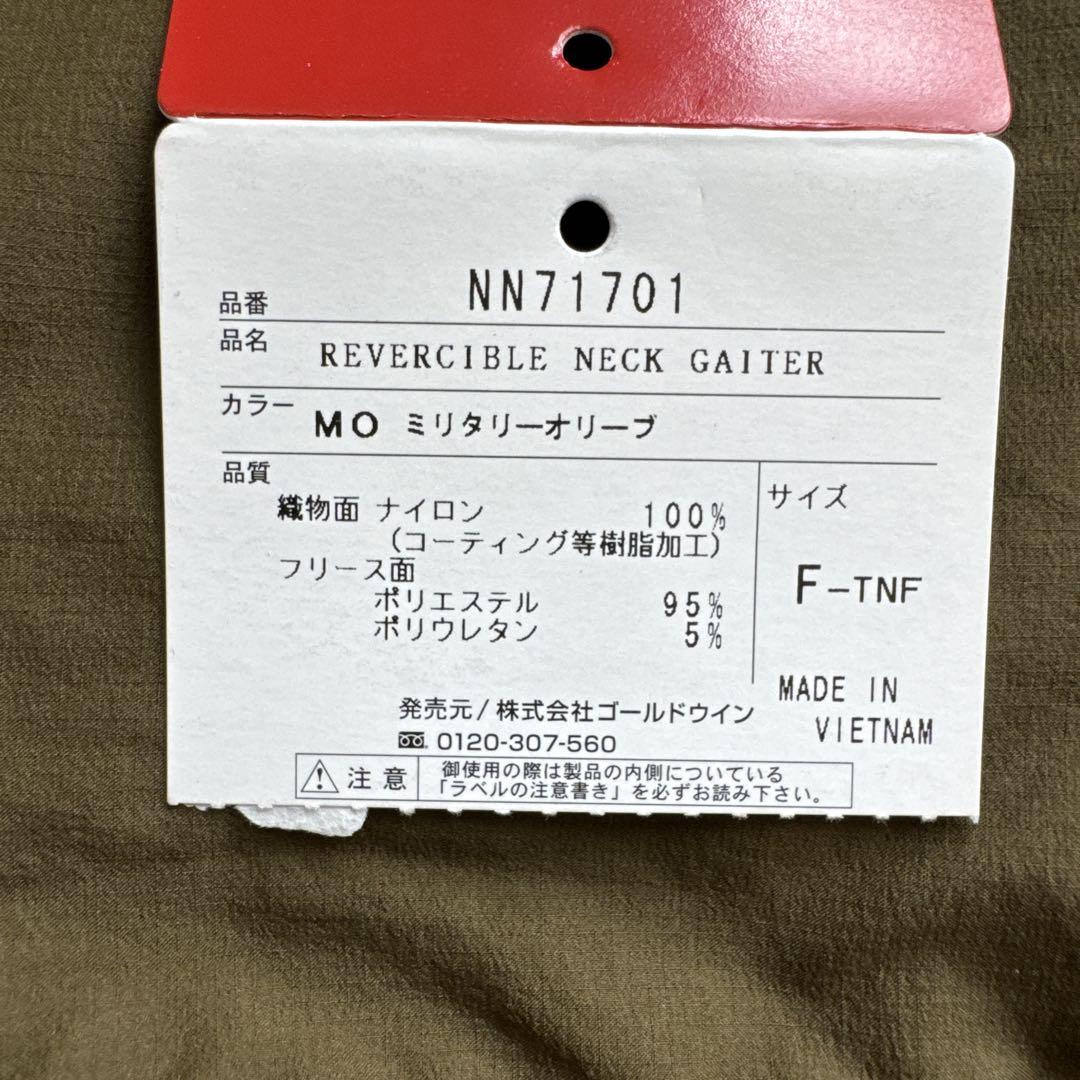 品番 NN71701
品名 REVERCIBLE NECK GAITER
カラー MO ミリタリーオリーブ
品質
織物面 ナイロン 100%
(コーティング等樹脂加工)
フリース面
ポリエステル 95%
ポリウレタン 5%
サイズ
F-TNF
MADE IN
VIETNAM
発売元/株式会社ゴールドウイン
0120-307-560
注意
御使用の際は製品の内側についている
「ラベルの注意書き」を必ずお読み下さい。